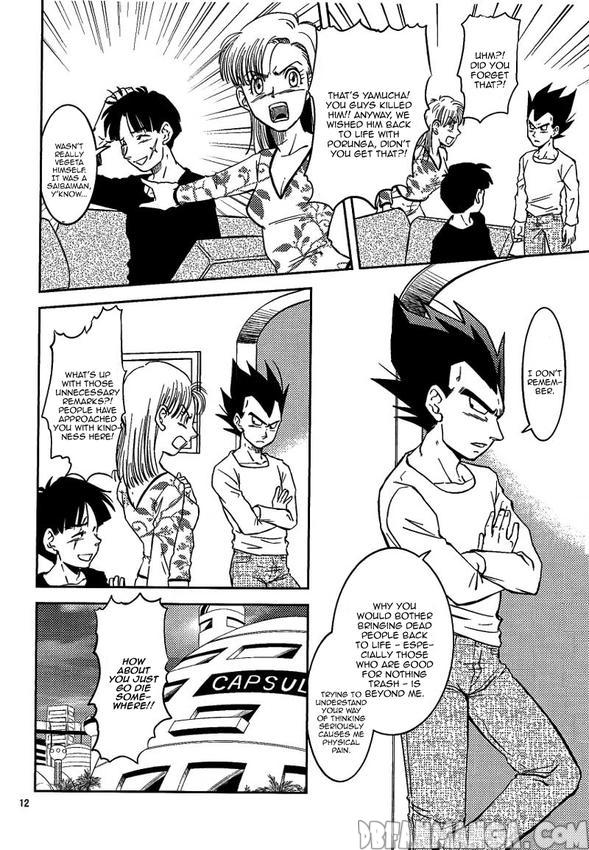 UHM?!
DID YOU
FORGET
THAT?!
THAT'S YAMUCHA!
YOU GUYS KILLED
HIM!! ANYWAY, WE
WISHED HIM BACK
TO LIFE WITH
PORUNGA, DIDN'T
YOU GET THAT?!
WASN'T
REALLY
VEGETA
HIMSELF.
IT WAS A
SAIBAIMAN,
Y'KNOW...
I DON'T
REMEM-
BER.
WHY YOU
WOULD BOTHER
BRINGING DEAD
PEOPLE BACK
TO LIFE - ESPE-
CIALLY THOSE
WHO ARE GOOD
FOR NOTHING
TRASH - IS
BEYOND ME.
TRYING TO
UNDERSTAND
YOUR WAY
OF THINKING
SERIOUSLY
CAUSES ME
PHYSICAL
PAIN.
WHAT'S UP
WITH THOSE
UNNECESSARY
REMARKS?!
PEOPLE HAVE
APPROACHED
YOU WITH KIND-
NESS HERE!
HOW
ABOUT YOU
JUST GO DIE
SOME-
WHERE!!
CAPSUL
12
DBFANMANGA.COM